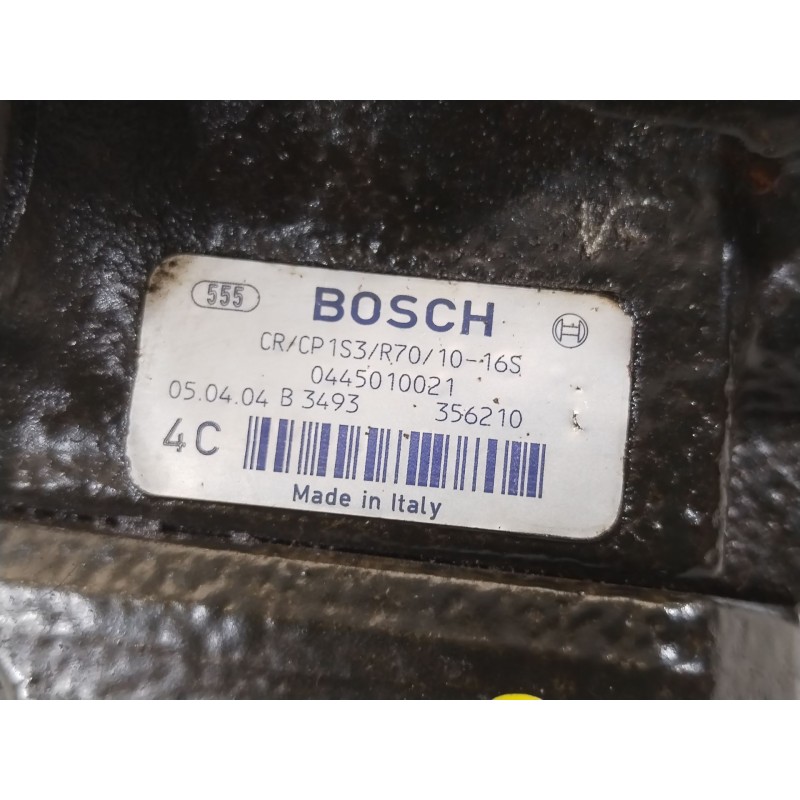 555 BOSCH
CR/CP1S3/R70/10-16S
0445010021
05.04.04 B 3493 356210
4C
Made in Italy